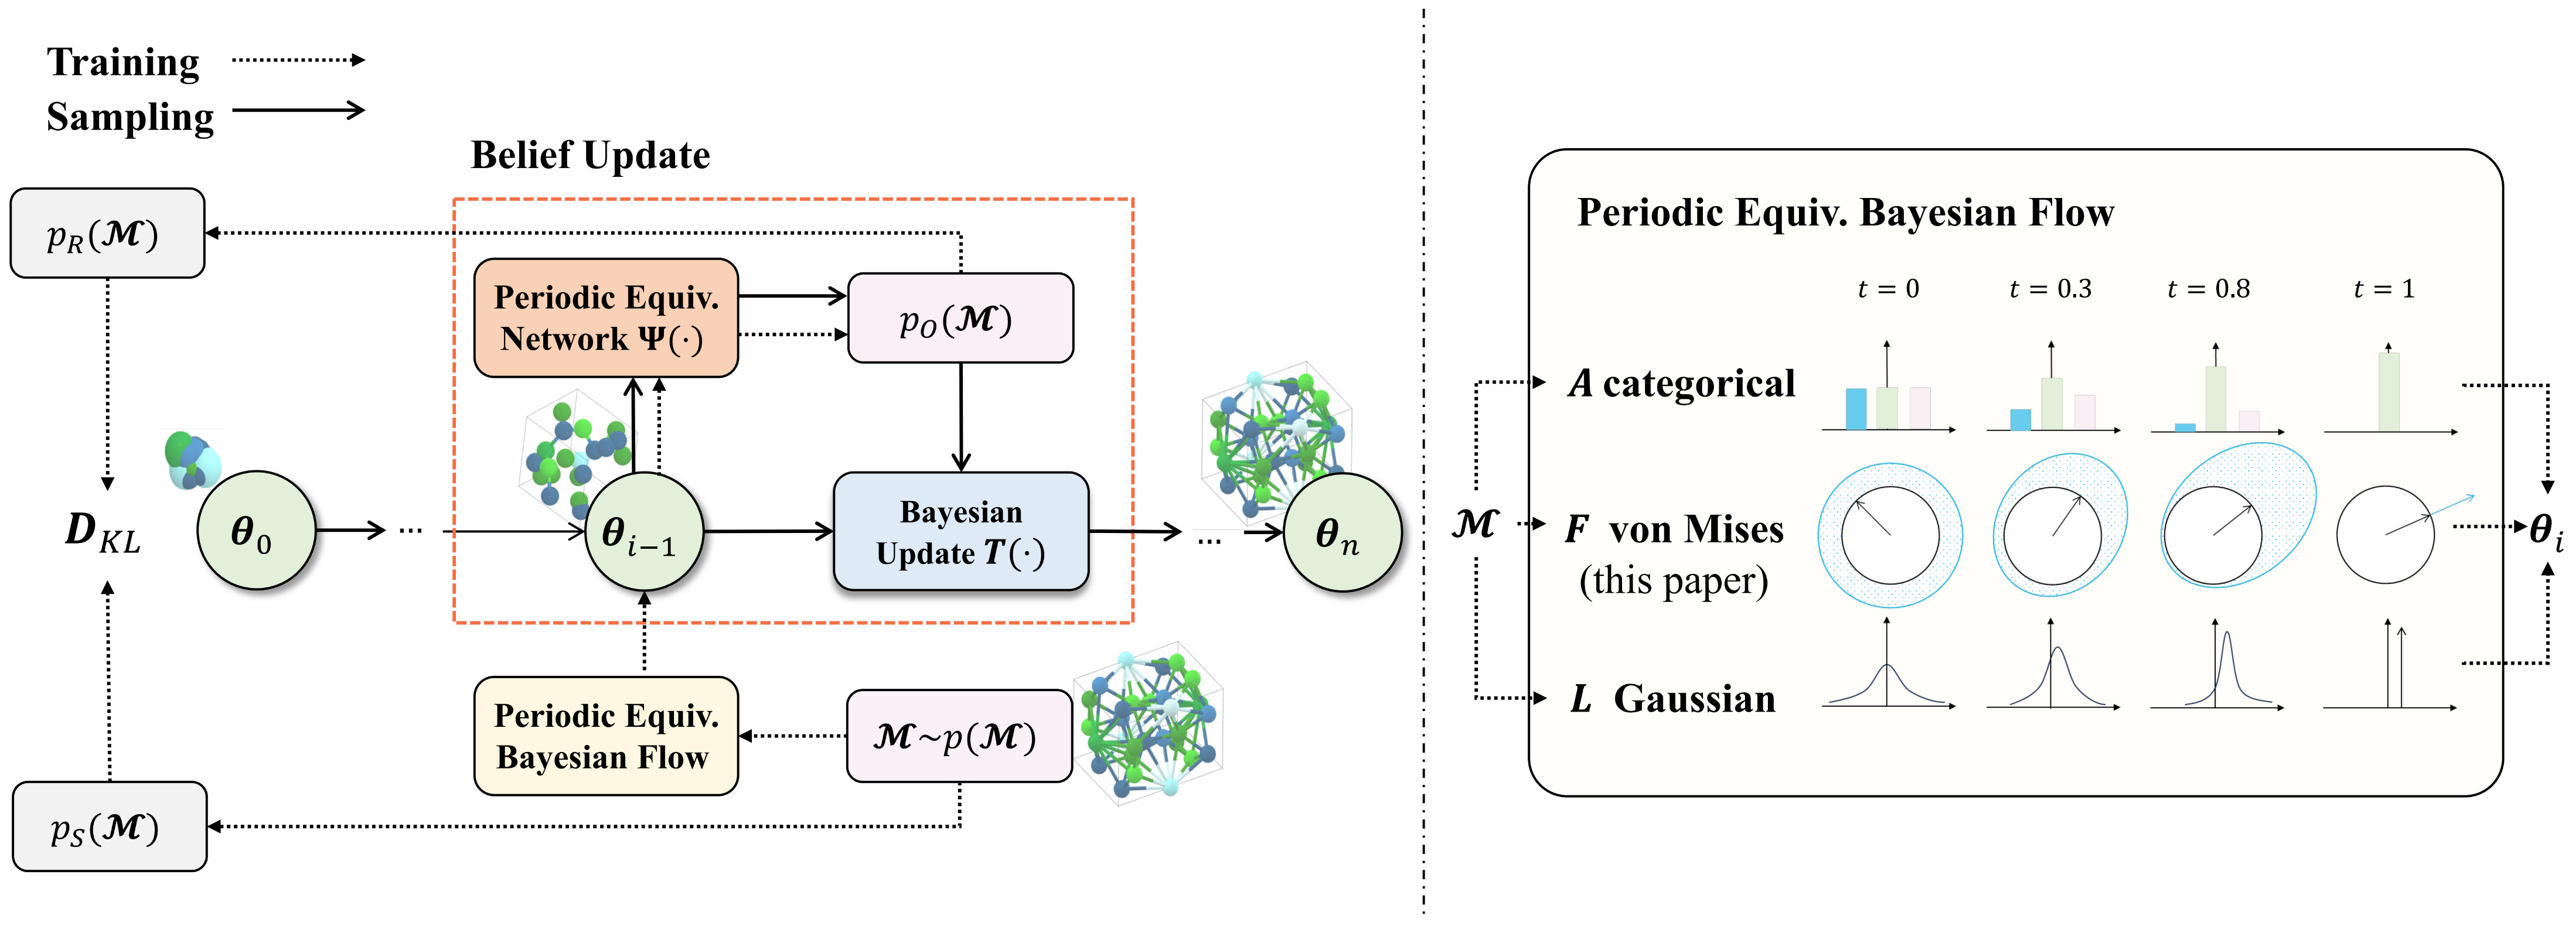 Training
Sampling
Belief Update
p_R(𝓜)
Periodic Equiv.
Network Ψ(·)
p_O(𝓜)
D_KL
θ_0
...
θ_{i−1}
Bayesian
Update T(·)
...
θ_n
Periodic Equiv.
Bayesian Flow
𝓜~p(𝓜)
p_S(𝓜)
Periodic Equiv. Bayesian Flow
t = 0 t = 0.3 t = 0.8 t = 1
A categorical
𝓜
F von Mises
(this paper)
θ_i
L Gaussian